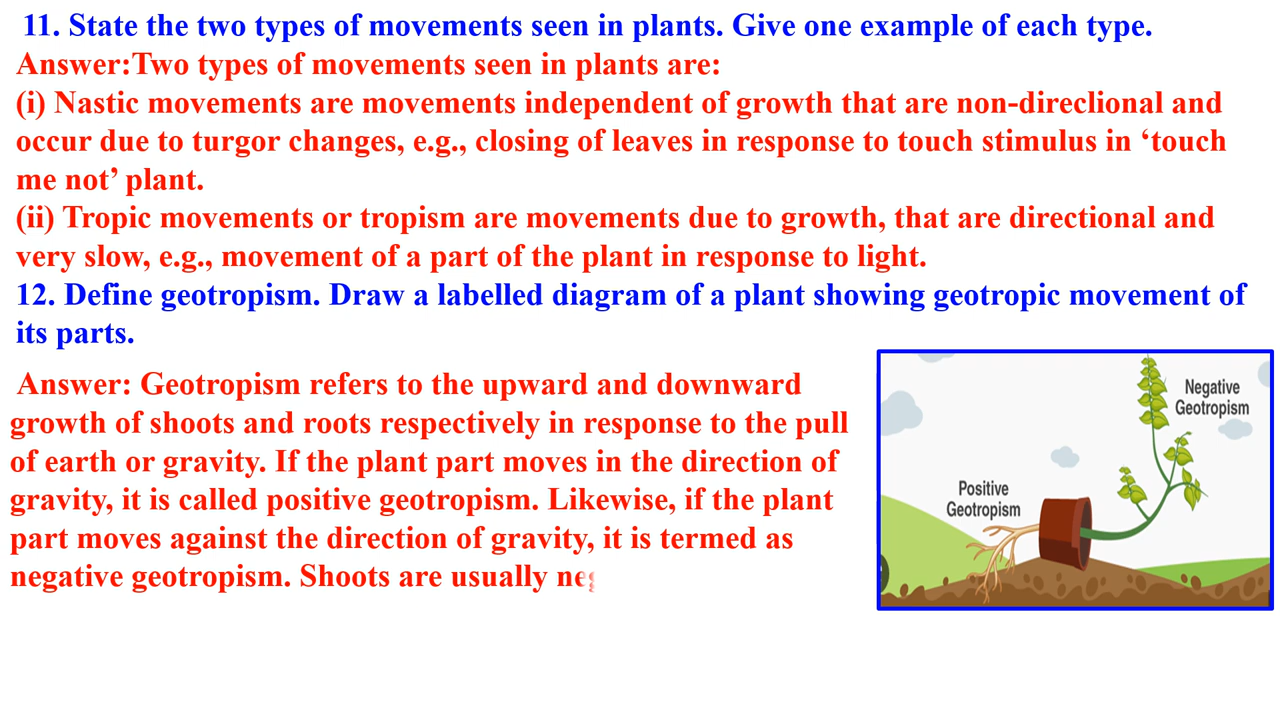 11. State the two types of movements seen in plants. Give one example of each type.
Answer:Two types of movements seen in plants are:
(i) Nastic movements are movements independent of growth that are non-direclional and
occur due to turgor changes, e.g., closing of leaves in response to touch stimulus in ‘touch
me not’ plant.
(ii) Tropic movements or tropism are movements due to growth, that are directional and
very slow, e.g., movement of a part of the plant in response to light.
12. Define geotropism. Draw a labelled diagram of a plant showing geotropic movement of
its parts.
Answer: Geotropism refers to the upward and downward
growth of shoots and roots respectively in response to the pull
of earth or gravity. If the plant part moves in the direction of
gravity, it is called positive geotropism. Likewise, if the plant
part moves against the direction of gravity, it is termed as
negative geotropism. Shoots are usually
Negative
Geotropism
Positive
Geotropism